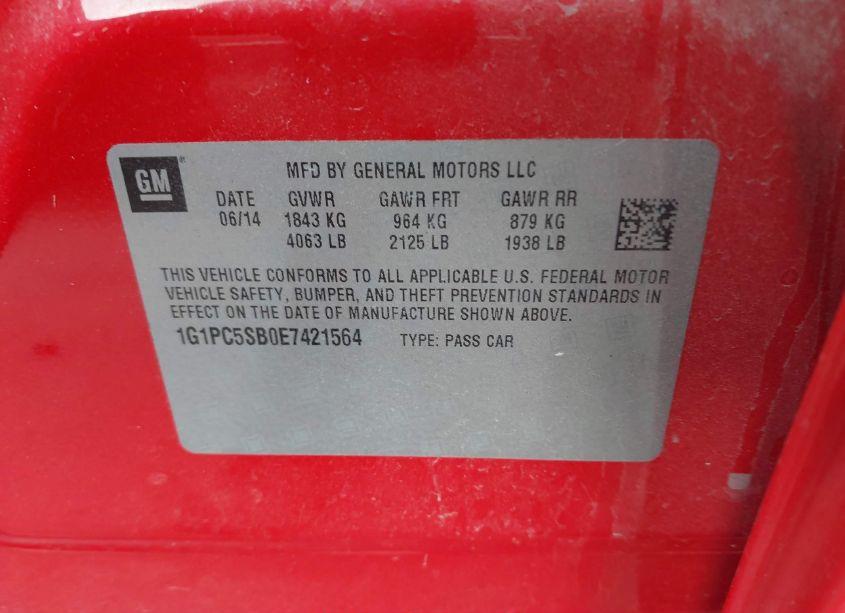 GM ® MFD BY GENERAL MOTORS LLC
DATE GVWR GAWR FRT GAWR RR
06/14 1843 KG 964 KG 879 KG
4063 LB 2125 LB 1938 LB
THIS VEHICLE CONFORMS TO ALL APPLICABLE U.S. FEDERAL MOTOR
VEHICLE SAFETY, BUMPER, AND THEFT PREVENTION STANDARDS IN
EFFECT ON THE DATE OF MANUFACTURE SHOWN ABOVE.
1G1PC5SB0E7421564 TYPE: PASS CAR